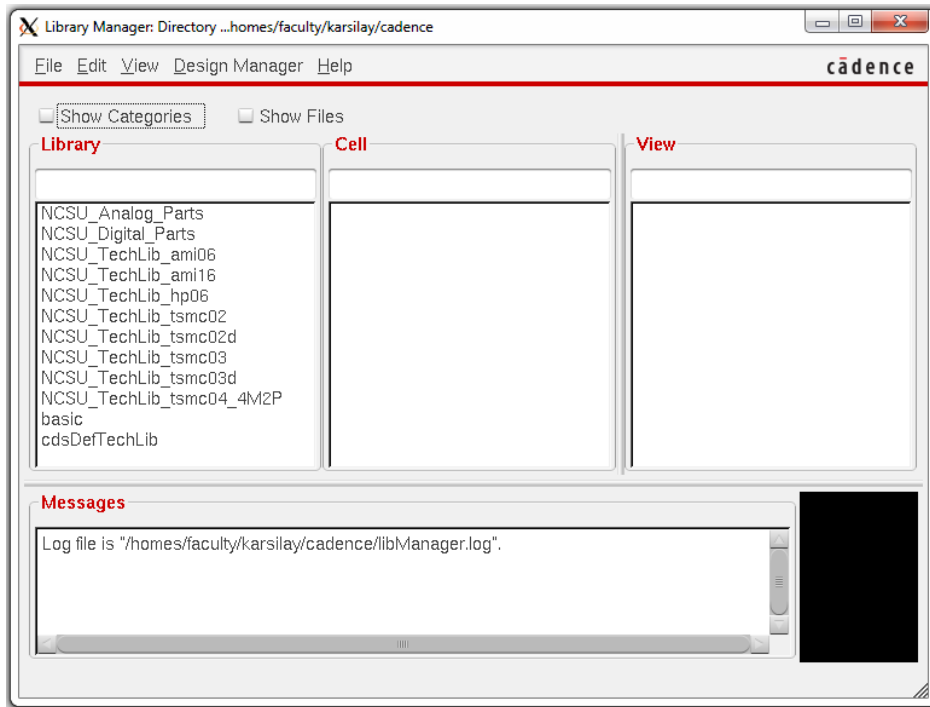 Library Manager: Directory ...homes/faculty/karsilay/cadence
File Edit View Design Manager Help
cādence
Show Categories Show Files
Library Cell View
NCSU_Analog_Parts
NCSU_Digital_Parts
NCSU_TechLib_ami06
NCSU_TechLib_ami16
NCSU_TechLib_hp06
NCSU_TechLib_tsmc02
NCSU_TechLib_tsmc02d
NCSU_TechLib_tsmc03
NCSU_TechLib_tsmc03d
NCSU_TechLib_tsmc04_4M2P
basic
cdsDefTechLib
Messages
Log file is "/homes/faculty/karsilay/cadence/libManager.log".